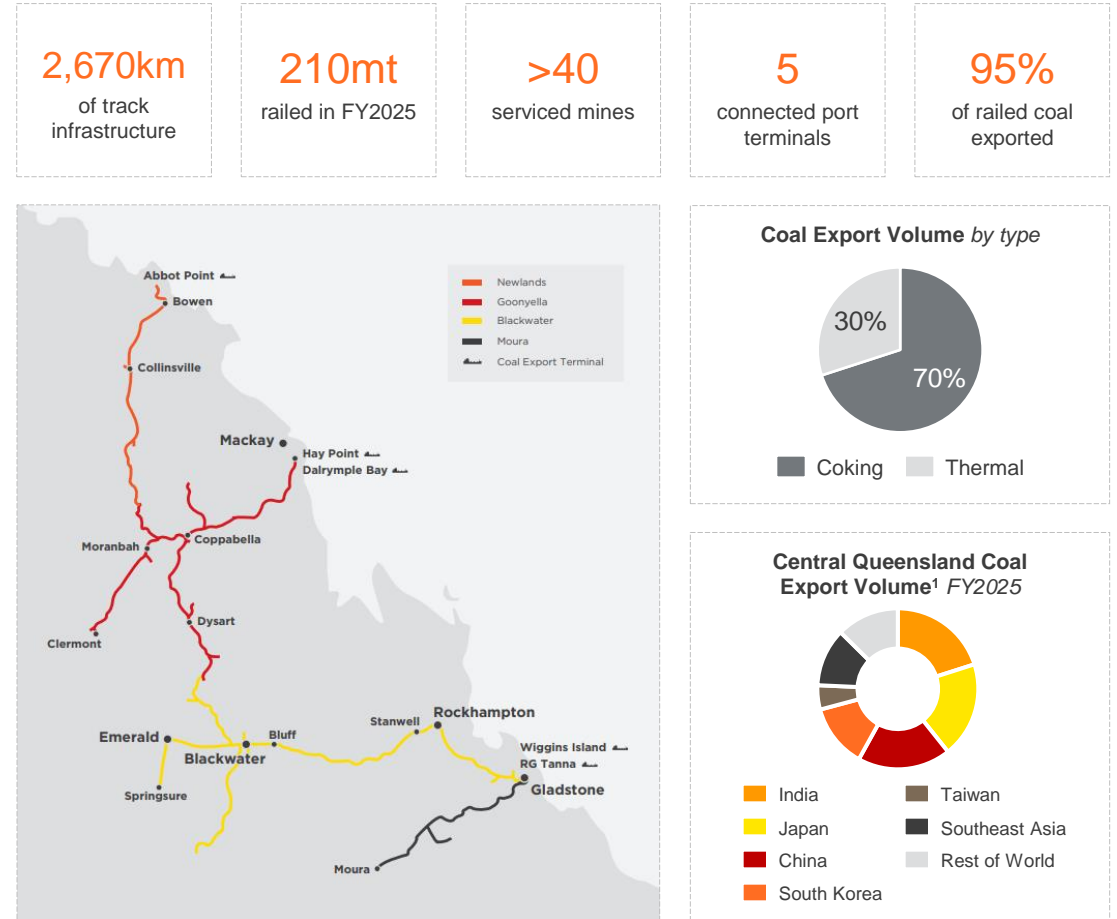 2,670km
of track
infrastructure
210mt
railed in FY2025
>40
serviced mines
5
connected port
terminals
95%
of railed coal
exported
Abbot Point
Bowen
Collinsville
Mackay
Hay Point
Dalrymple Bay
Coppabella
Moranbah
Dysart
Clermont
Emerald
Blackwater
Bluff
Stanwell
Rockhampton
Springsure
Wiggins Island
RG Tanna
Gladstone
Moura
Newlands
Goonyella
Blackwater
Moura
Coal Export Terminal
Coal Export Volume by type
30%
70%
Coking
Thermal
Central Queensland Coal
Export Volume¹ FY2025
India
Japan
China
South Korea
Taiwan
Southeast Asia
Rest of World